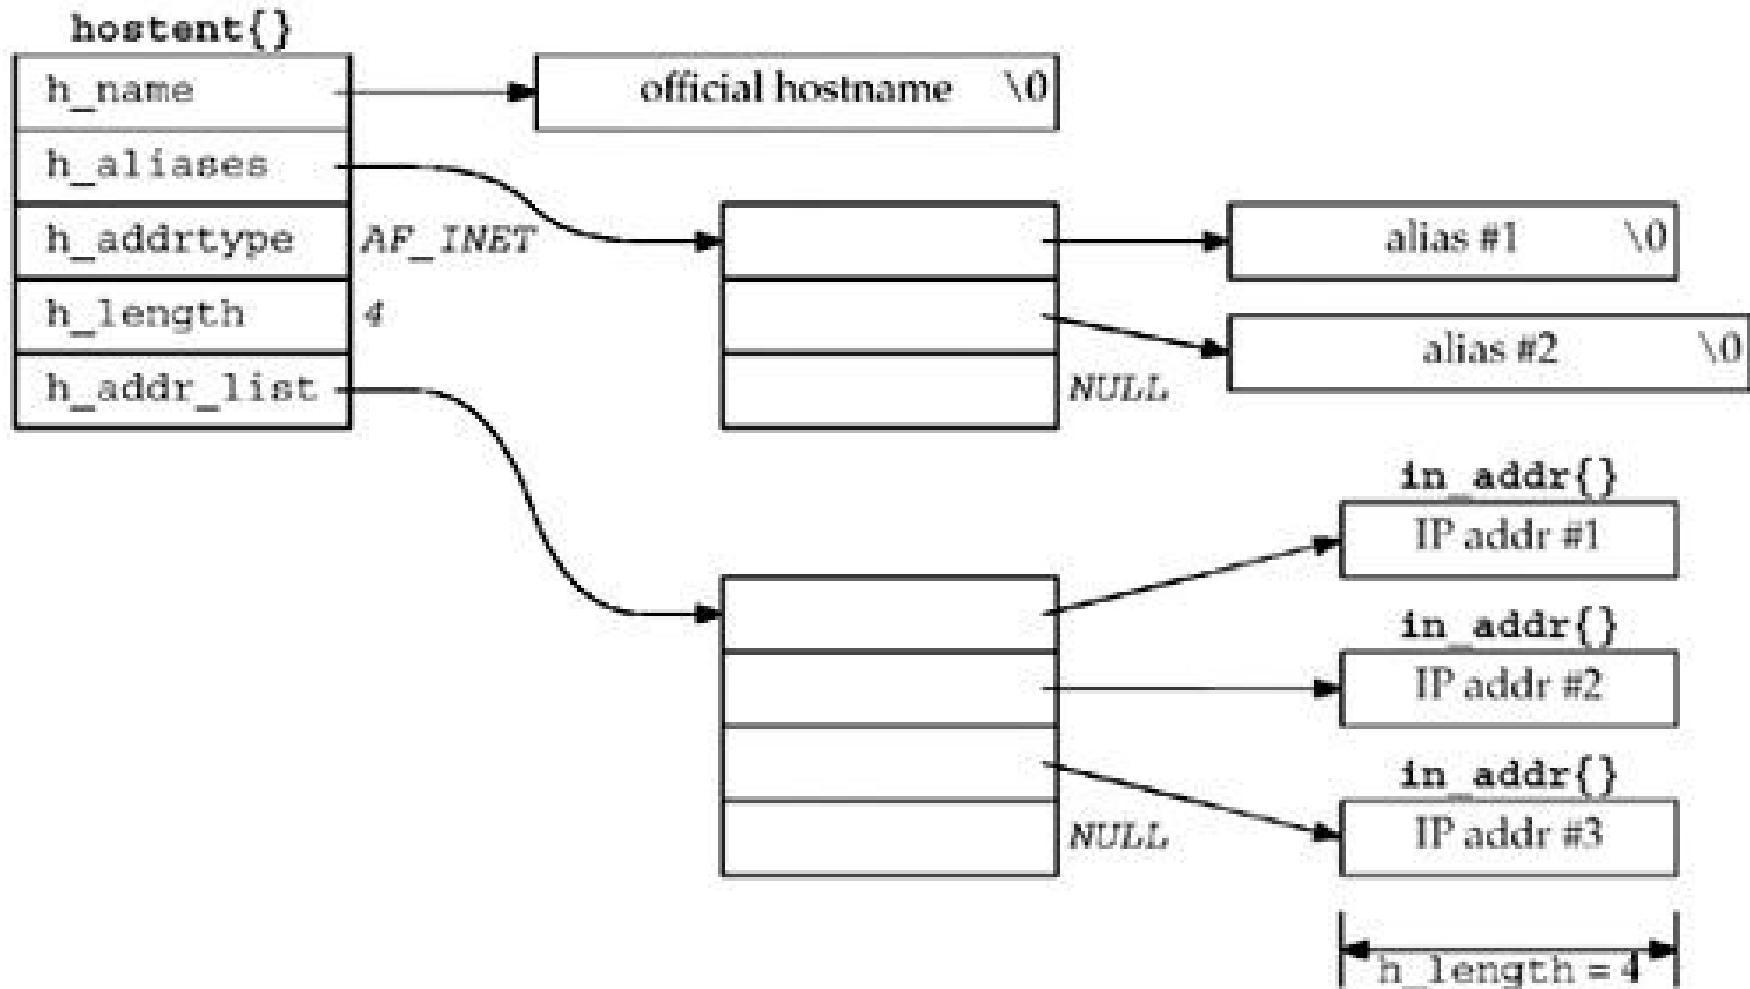 hostent{}
h_name
official hostname \0
h_aliases
h_addrtype
AF_INET
alias #1 \0
h_length
4
alias #2 \0
h_addr_list
NULL
in_addr{}
IP addr #1
in_addr{}
IP addr #2
in_addr{}
IP addr #3
NULL
h_length = 4